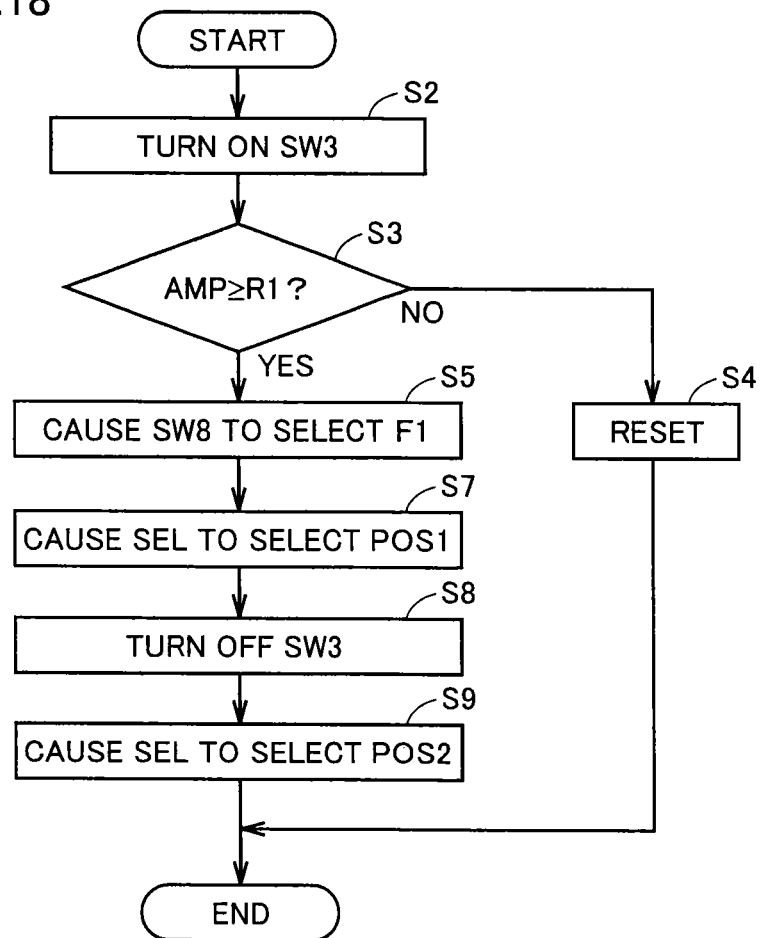 18
START
S2
TURN ON SW3
S3
AMP≥R1?
NO
YES
S5
CAUSE SW8 TO SELECT F1
S4
RESET
S7
CAUSE SEL TO SELECT POS1
S8
TURN OFF SW3
S9
CAUSE SEL TO SELECT POS2
END